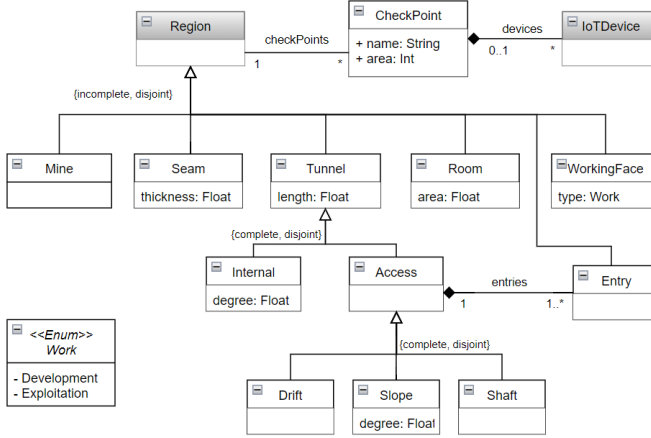 Region
CheckPoint
IoTDevice
+ name: String
+ area: Int
checkPoints
1
*
devices
0..1
*
{incomplete, disjoint}
Mine
Seam
thickness: Float
Tunnel
length: Float
Room
area: Float
WorkingFace
type: Work
{complete, disjoint}
Internal
degree: Float
Access
entries
1
1..*
Entry
<<Enum>>
Work
- Development
- Exploitation
{complete, disjoint}
Drift
Slope
degree: Float
Shaft